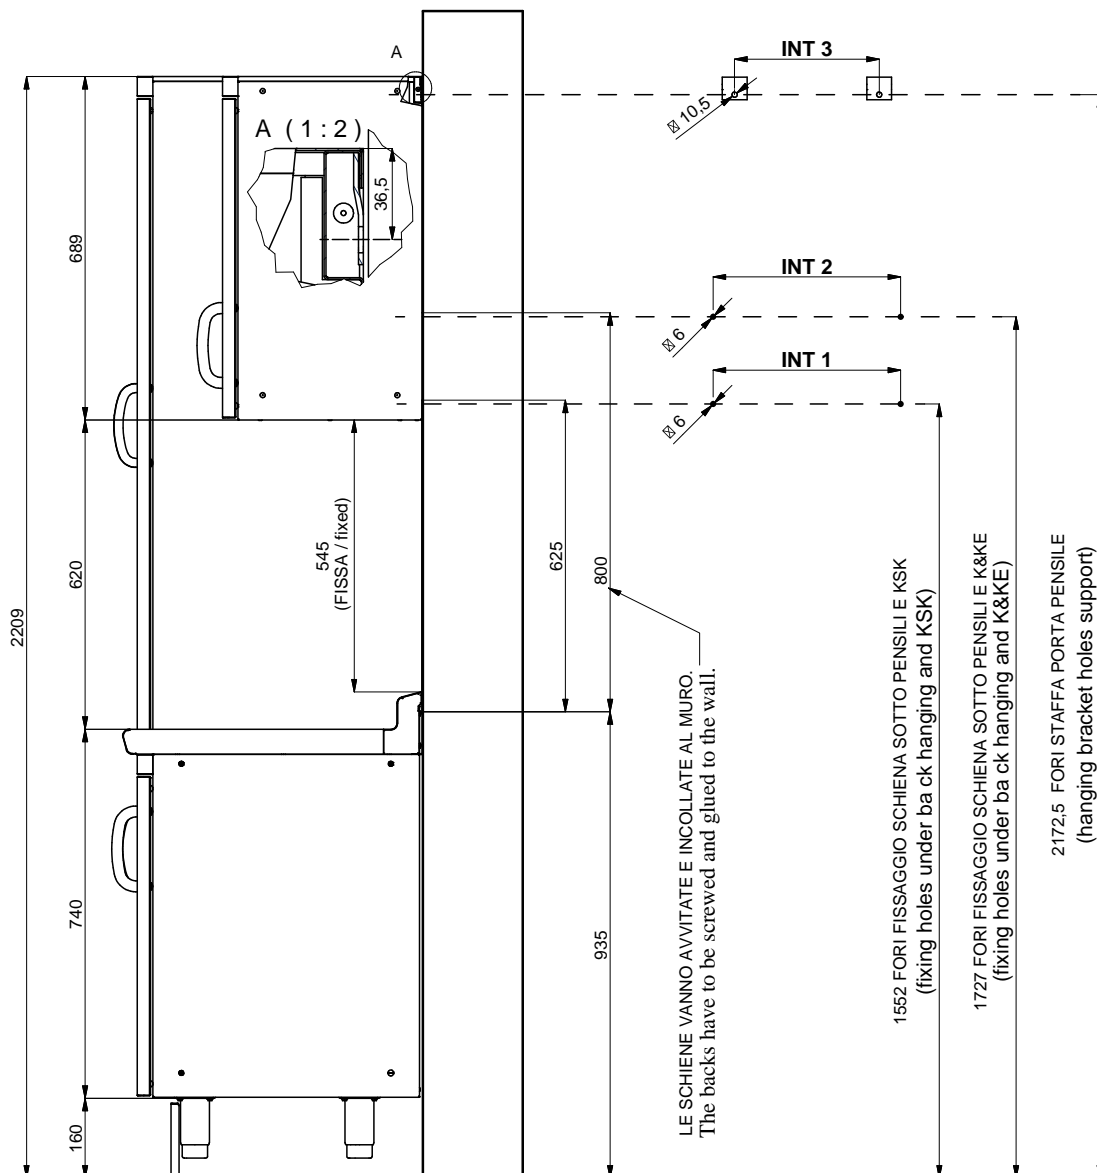 A
INT 3
⌀ 10,5
A ( 1 : 2 )
36,5
689
INT 2
⌀ 6
INT 1
⌀ 6
545
(FISSA / fixed)
625
800
620
2209
LE SCHIENE VANNO AVVITATE E INCOLLATE AL MURO.
The backs have to be screwed and glued to the wall.
1552 FORI FISSAGGIO SCHIENA SOTTO PENSILI E KSK
(fixing holes under ba ck hanging and KSK)
1727 FORI FISSAGGIO SCHIENA SOTTO PENSILI E K&KE
(fixing holes under ba ck hanging and K&KE)
2172,5 FORI STAFFA PORTA PENSILE
(hanging bracket holes support)
740
935
160